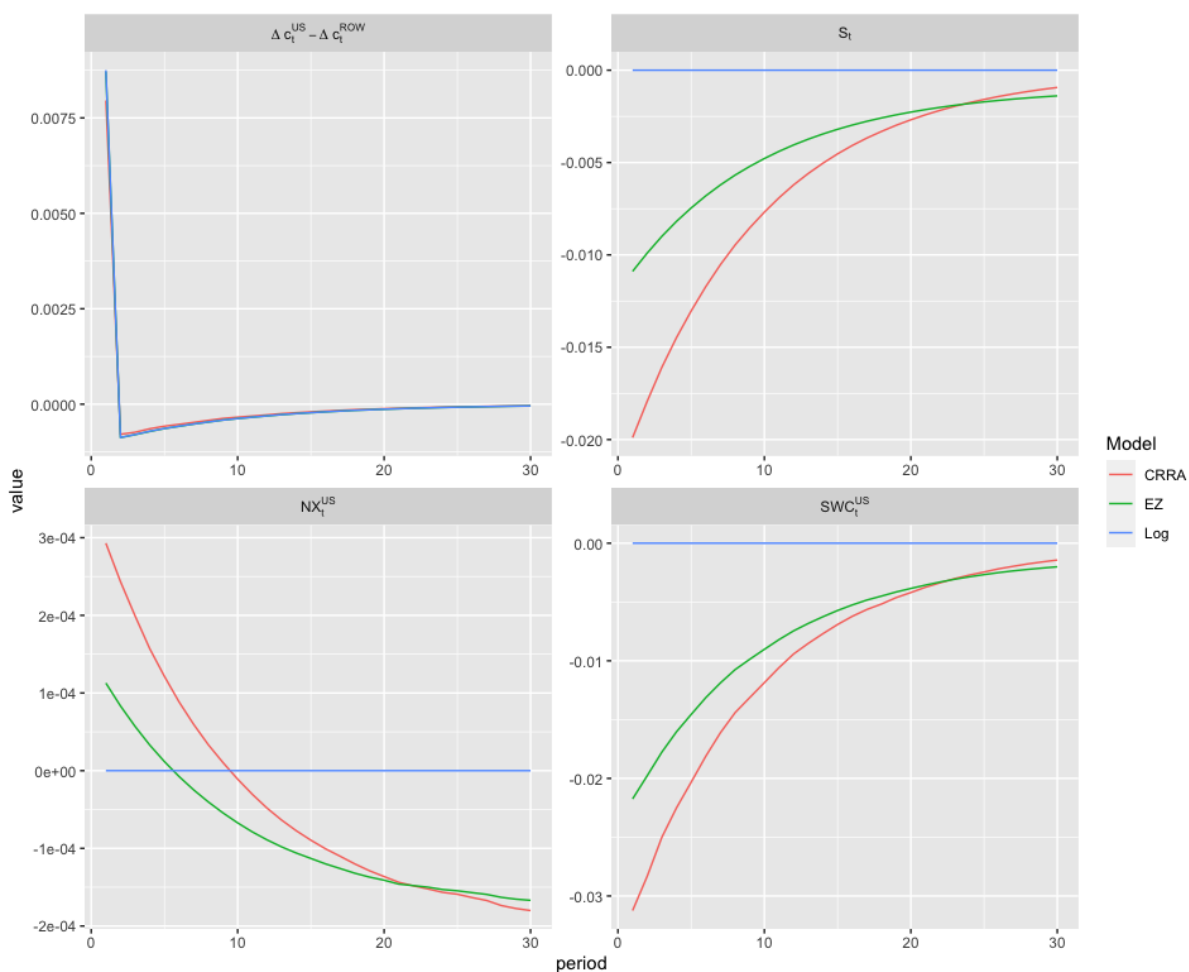 Δ c_t^US − Δ c_t^ROW
S_t
0.0075
0.0050
0.0025
0.0000
0 10 20 30
0.000
-0.005
-0.010
-0.015
-0.020
0 10 20 30
value
NX_t^US
SWC_t^US
3e-04
2e-04
1e-04
0e+00
-1e-04
-2e-04
0 10 20 30
0.00
-0.01
-0.02
-0.03
0 10 20 30
period
Model
CRRA
EZ
Log